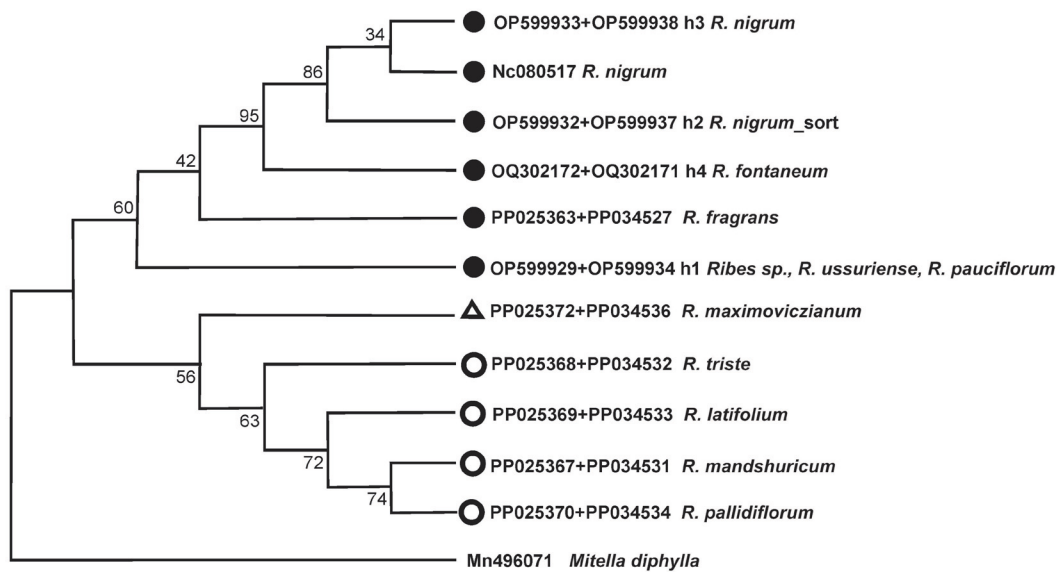 OP599933+OP599938 h3 R. nigrum
34
Nc080517 R. nigrum
86
OP599932+OP599937 h2 R. nigrum_sort
95
OQ302172+OQ302171 h4 R. fontaneum
42
PP025363+PP034527 R. fragrans
60
OP599929+OP599934 h1 Ribes sp., R. ussuriense, R. pauciflorum
PP025372+PP034536 R. maximoviczianum
56
PP025368+PP034532 R. triste
63
PP025369+PP034533 R. latifolium
72
PP025367+PP034531 R. mandshuricum
74
PP025370+PP034534 R. pallidiflorum
Mn496071 Mitella diphylla